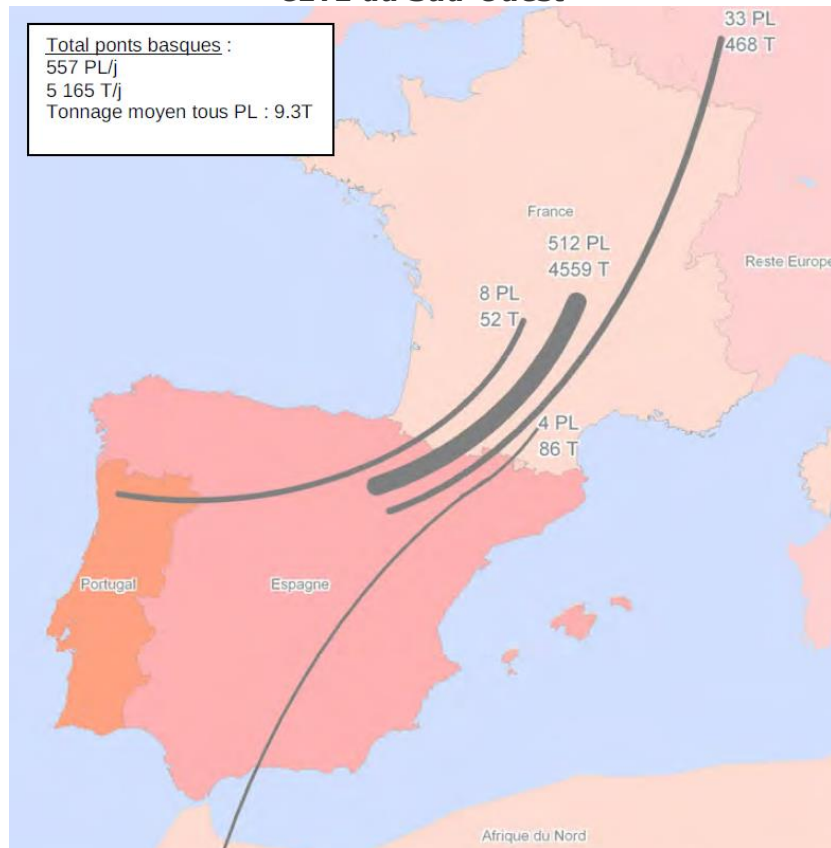 Total ponts basques :
557 PL/j
5 165 T/j
Tonnage moyen tous PL : 9.3T
33 PL
468 T
France
512 PL
4559 T
Reste Europe
8 PL
52 T
4 PL
86 T
Portugal
Espagne
Afrique du Nord